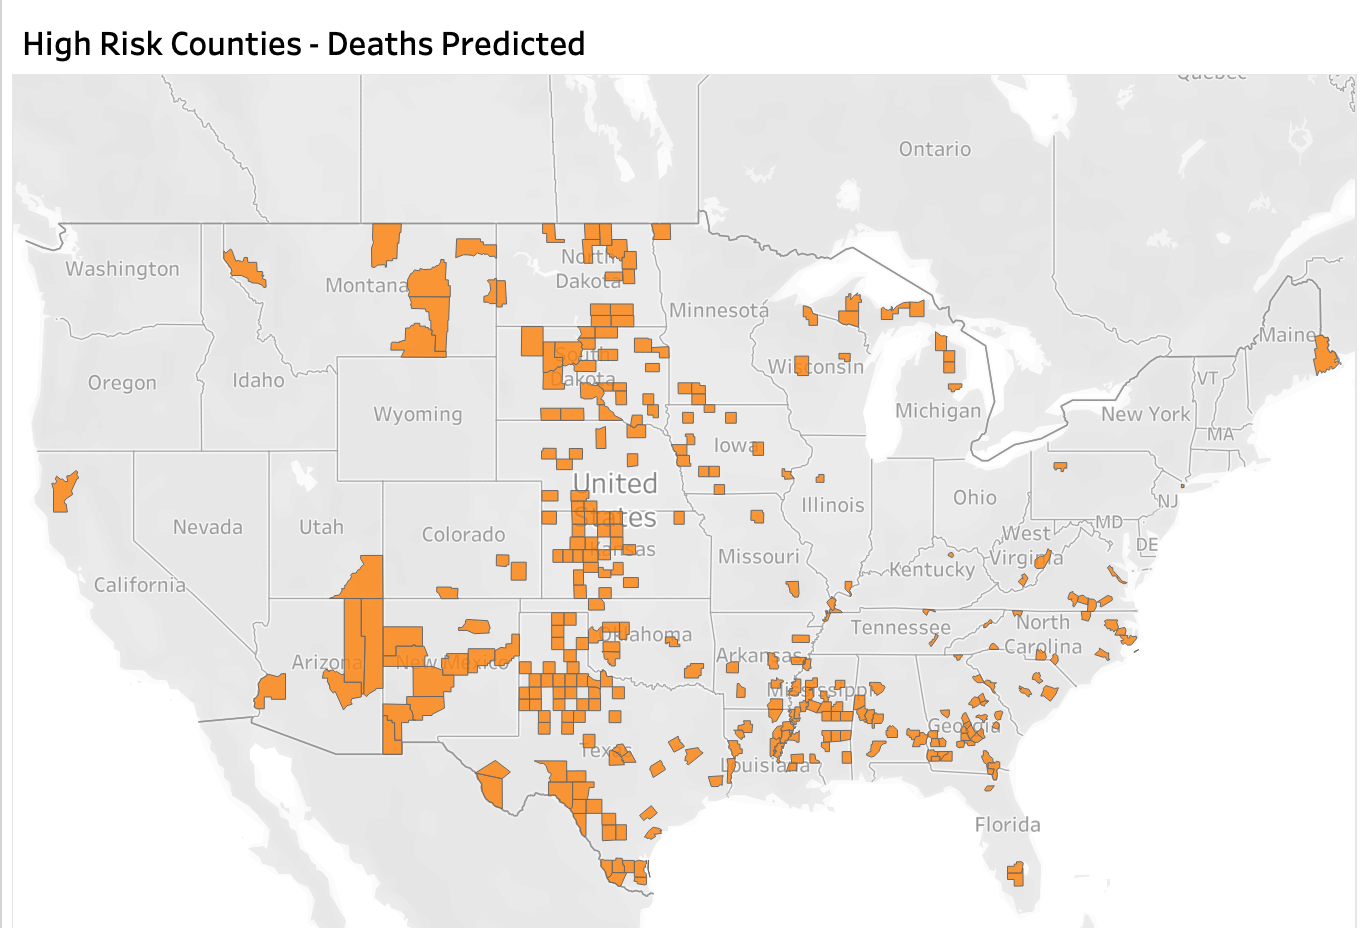 High Risk Counties - Deaths Predicted
Quebec
Ontario
Washington
Montana
North
Dakota
Minnesota
Maine
Oregon
Idaho
South
Dakota
Wisconsin
VT
Wyoming
Michigan
New York
MA
Iowa
United
States
Nevada
Utah
Colorado
Kansas
Illinois
Ohio
NJ
MD
DE
West
Virginia
California
Missouri
Kentucky
Arizona
New Mexico
Oklahoma
Arkansas
Tennessee
North
Carolina
Mississippi
Georgia
Texas
Louisiana
Florida